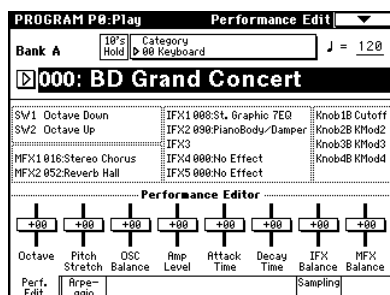 PROGRAM P0:Play Performance Edit
Bank A 10's Hold Category 00 Keyboard ♩ = 120
000: BD Grand Concert
SW1 Octave Down IFX1 008:St. Graphic 7EQ Knob1B Cutoff
SW2 Octave Up IFX2 090:PianoBody/Damper Knob2B KMod2
IFX3 Knob3B KMod3
MFX1 016:Stereo Chorus IFX4 000:No Effect Knob4B KMod4
MFX2 052:Reverb Hall IFX5 000:No Effect
Performance Editor
+00 +00 +00 +00 +00 +00 +00 +00
Octave Pitch Stretch OSC Balance Amp Level Attack Time Decay Time IFX Balance MFX Balance
Perf. Edit Arpe- ggio Sampling